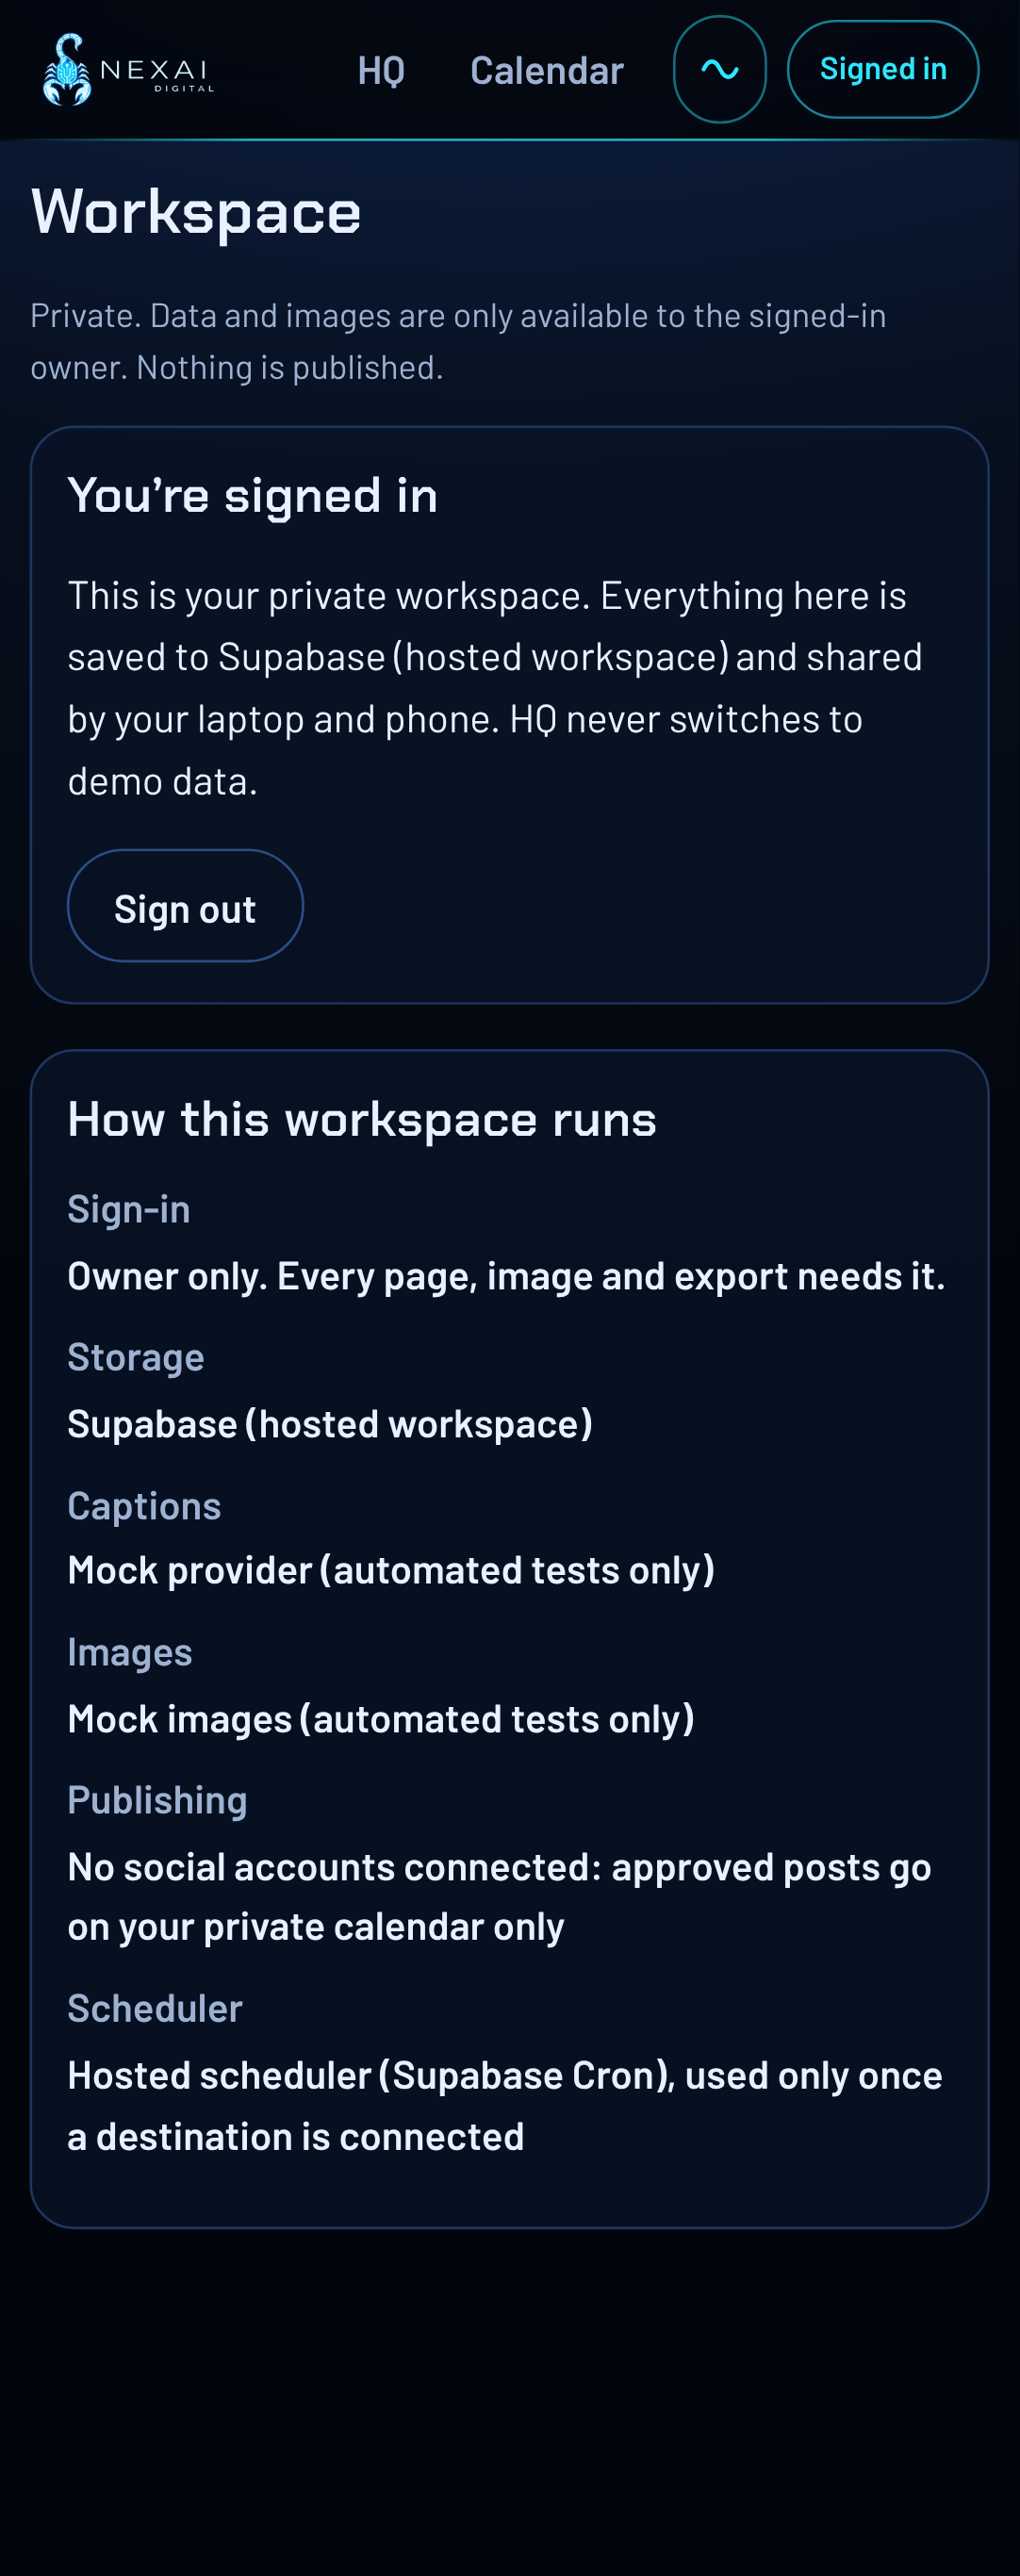 NEXAI
DIGITAL
HQ
Calendar
Signed in
Workspace
Private. Data and images are only available to the signed-in
owner. Nothing is published.
You’re signed in
This is your private workspace. Everything here is
saved to Supabase (hosted workspace) and shared
by your laptop and phone. HQ never switches to
demo data.
Sign out
How this workspace runs
Sign-in
Owner only. Every page, image and export needs it.
Storage
Supabase (hosted workspace)
Captions
Mock provider (automated tests only)
Images
Mock images (automated tests only)
Publishing
No social accounts connected: approved posts go
on your private calendar only
Scheduler
Hosted scheduler (Supabase Cron), used only once
a destination is connected